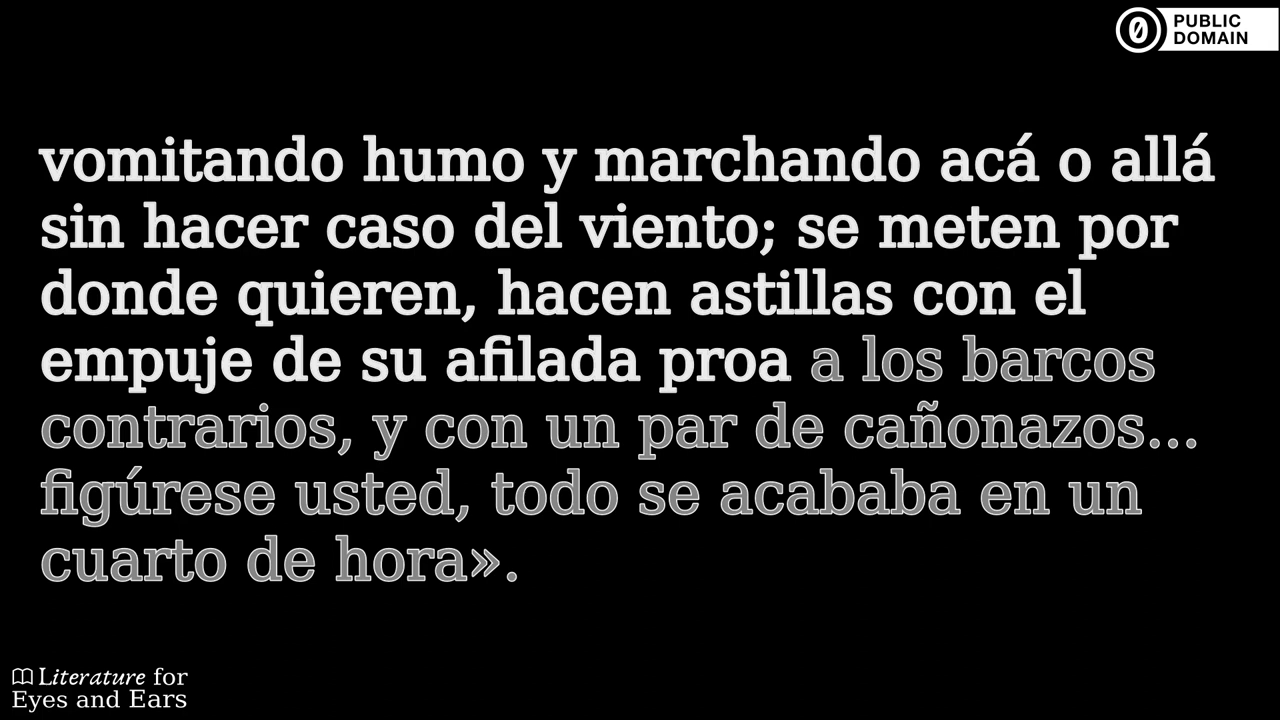 PUBLIC
DOMAIN
vomitando humo y marchando acá o allá
sin hacer caso del viento; se meten por
donde quieren, hacen astillas con el
empuje de su afilada proa a los barcos
contrarios, y con un par de cañonazos...
figúrese usted, todo se acababa en un
cuarto de hora».
Literature for
Eyes and Ears